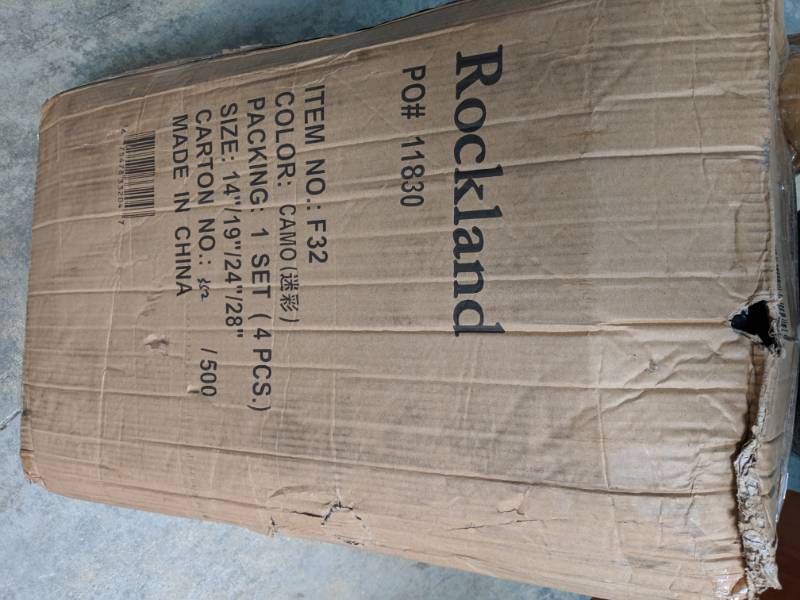 Rockland
PO# 11830
ITEM NO.: F32
COLOR: CAMO(迷彩)
PACKING: 1 SET ( 4 PCS.)
SIZE: 14"/19"/24"/28"
CARTON NO.: /500
MADE IN CHINA